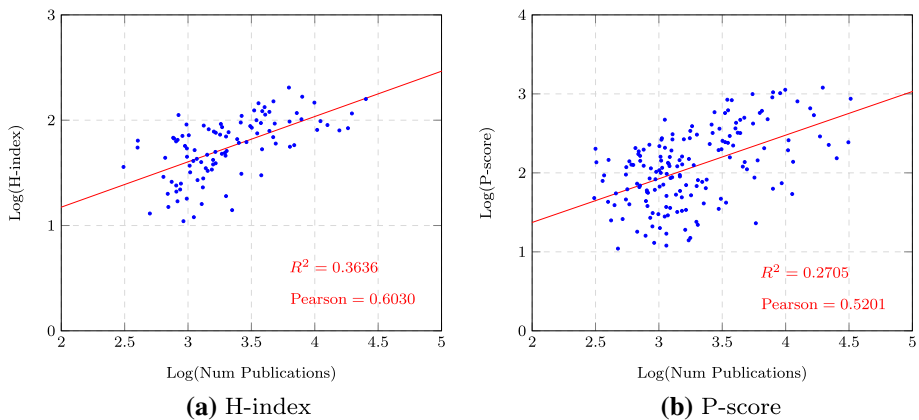 3
2
1
0
2
2.5
3
3.5
4
4.5
5
Log(H-index)
Log(Num Publications)
R² = 0.3636
Pearson = 0.6030
(a) H-index
4
3
2
1
0
2
2.5
3
3.5
4
4.5
5
Log(P-score)
Log(Num Publications)
R² = 0.2705
Pearson = 0.5201
(b) P-score